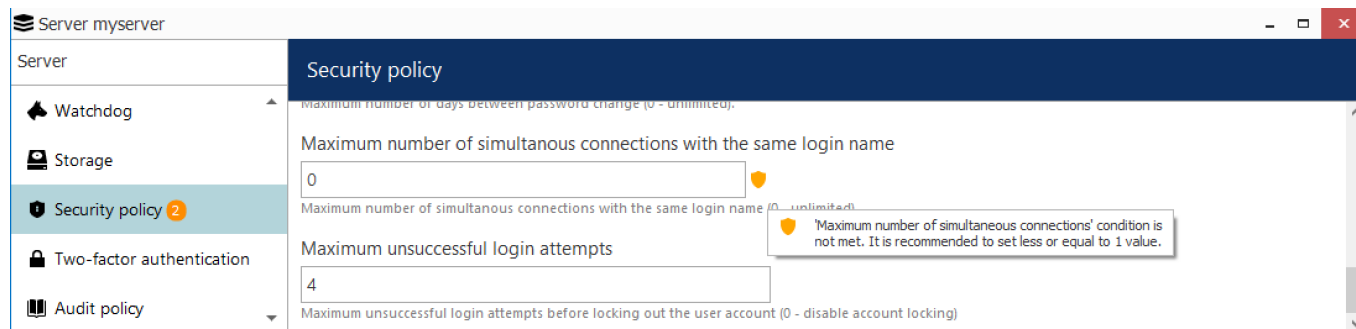 Server myserver
Server
Security policy
Watchdog
Storage
Security policy 2
Two-factor authentication
Audit policy
Maximum number of days between password change (0 - unlimited).
Maximum number of simultanous connections with the same login name
0
Maximum number of simultanous connections with the same login name (0 - unlimited)
'Maximum number of simultaneous connections' condition is
not met. It is recommended to set less or equal to 1 value.
Maximum unsuccessful login attempts
4
Maximum unsuccessful login attempts before locking out the user account (0 - disable account locking)